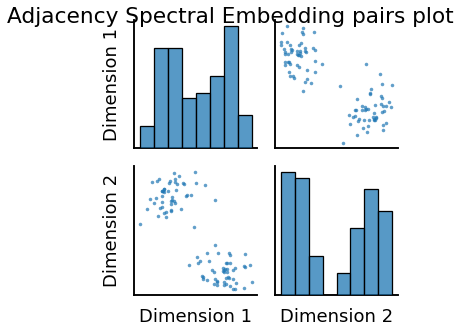 Adjacency Spectral Embedding pairs plot
Dimension 1
Dimension 2
Dimension 1
Dimension 2